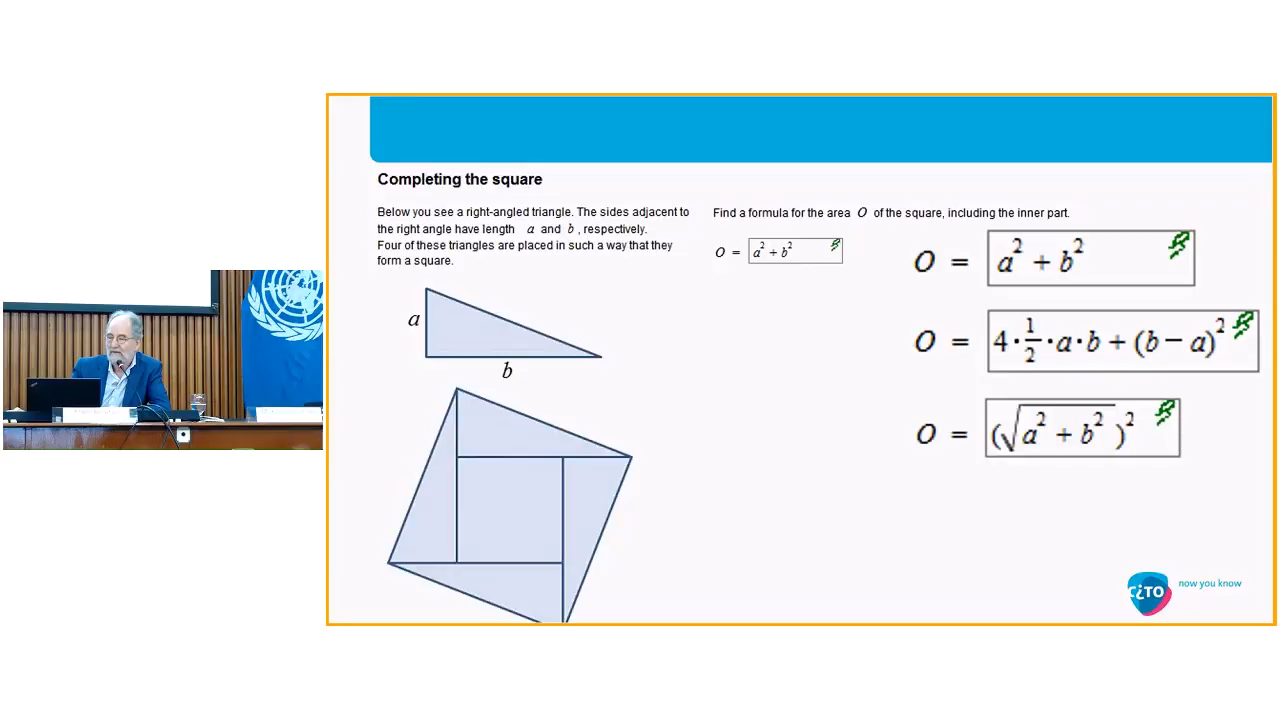 Completing the square
Below you see a right-angled triangle. The sides adjacent to
the right angle have length a and b , respectively.
Four of these triangles are placed in such a way that they
form a square.
a
b
Find a formula for the area O of the square, including the inner part.
O = a² + b²
O = a² + b²
O = 4·½·a·b + (b − a)²
O = (√(a² + b²))²
CiTO
now you know